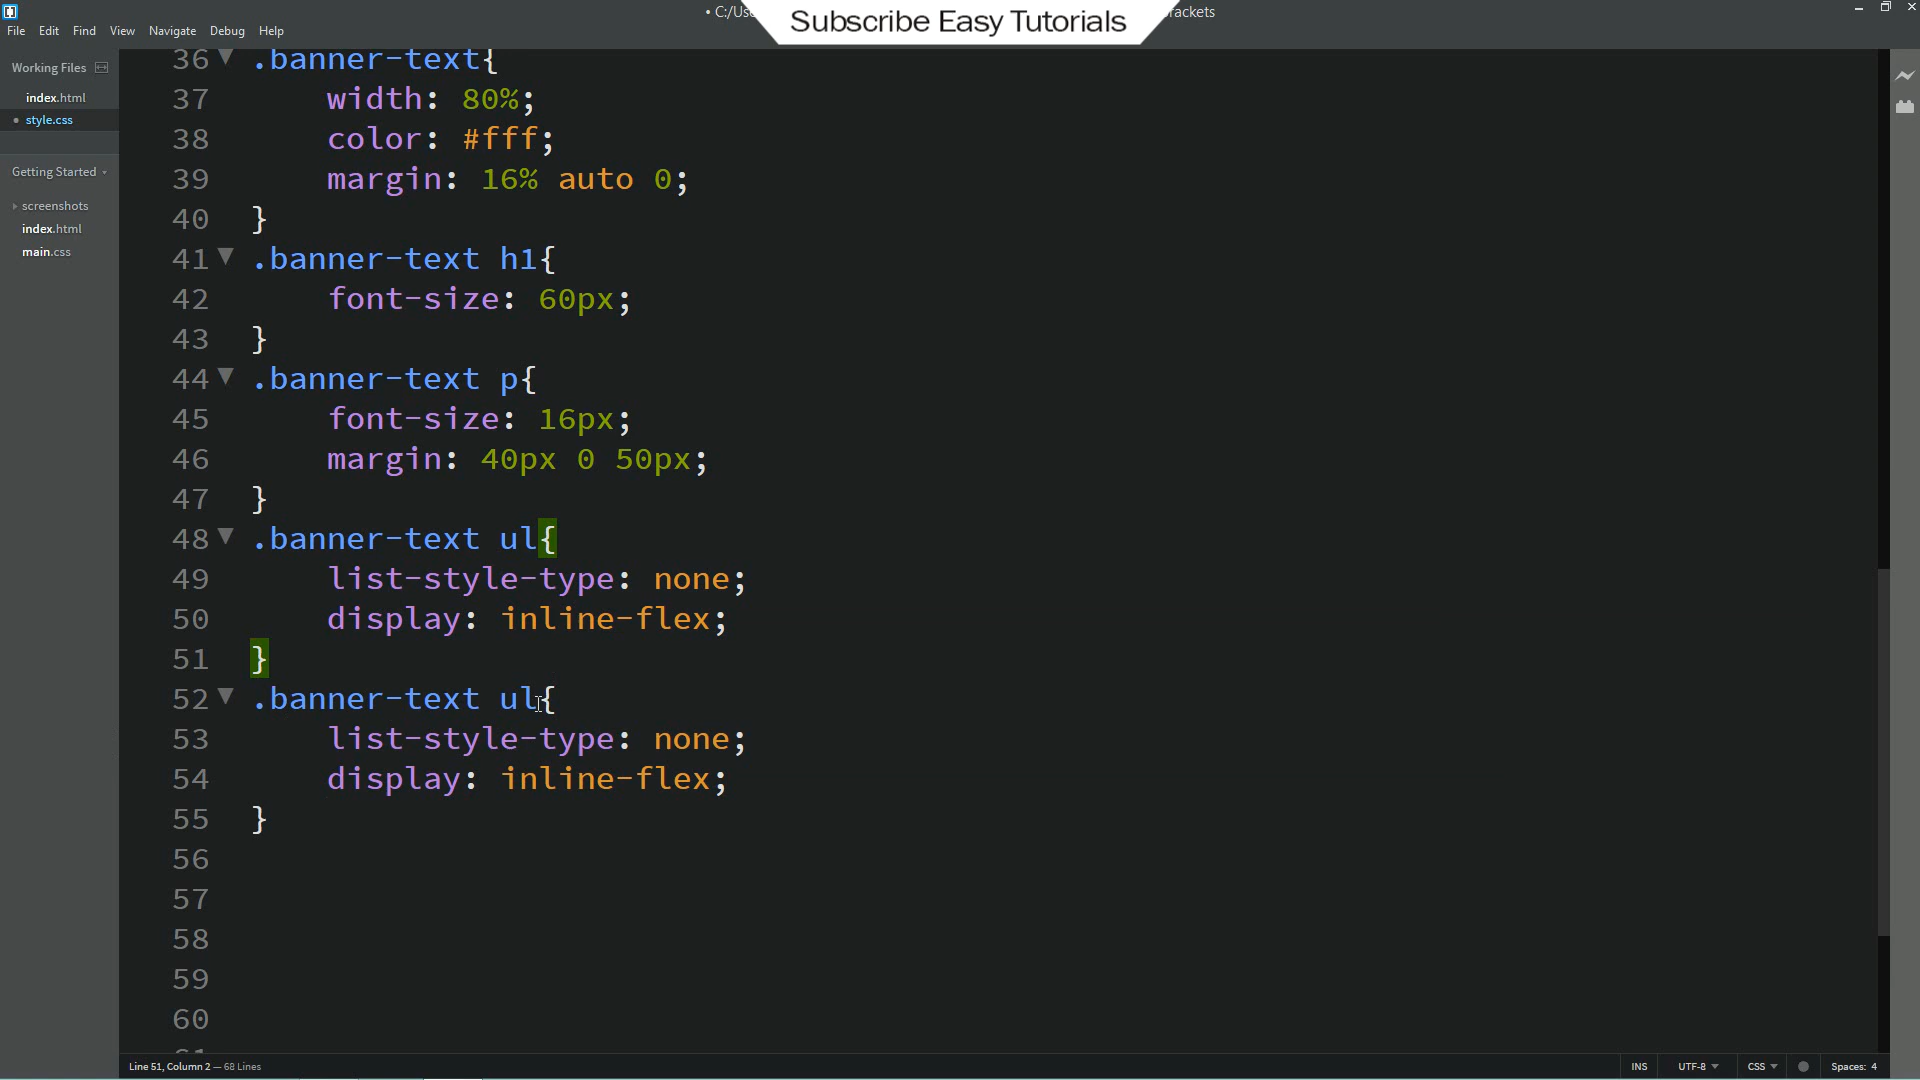 • C:/Use
Subscribe Easy Tutorials
rackets
File Edit Find View Navigate Debug Help
Working Files
index.html
• style.css
Getting Started
screenshots
index.html
main.css
36 .banner-text{
37 width: 80%;
38 color: #fff;
39 margin: 16% auto 0;
40 }
41 .banner-text h1{
42 font-size: 60px;
43 }
44 .banner-text p{
45 font-size: 16px;
46 margin: 40px 0 50px;
47 }
48 .banner-text ul{
49 list-style-type: none;
50 display: inline-flex;
51 }
52 .banner-text ul{
53 list-style-type: none;
54 display: inline-flex;
55 }
56
57
58
59
60
Line 51, Column 2 — 68 Lines
INS UTF-8 CSS Spaces: 4